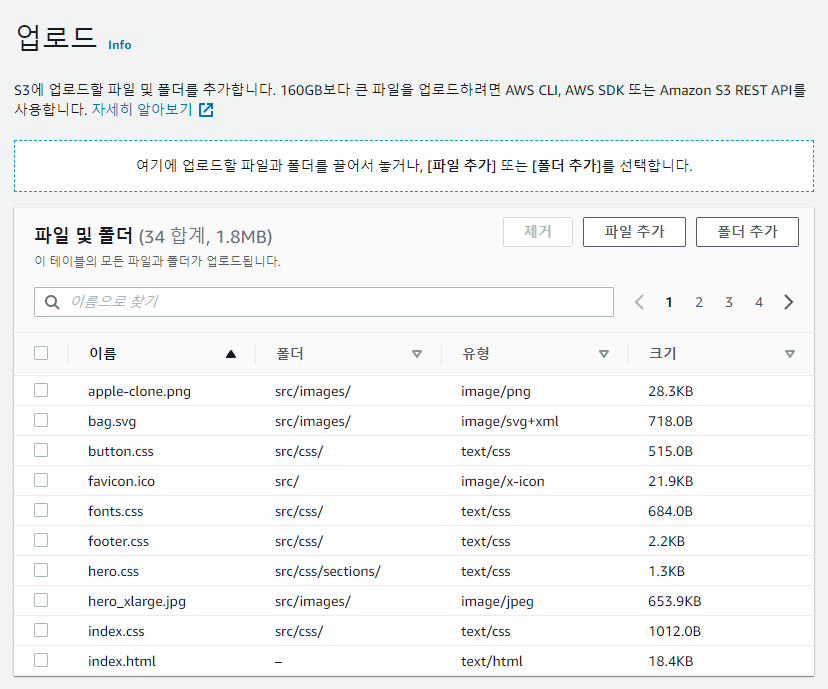 업로드 Info
S3에 업로드할 파일 및 폴더를 추가합니다. 160GB보다 큰 파일을 업로드하려면 AWS CLI, AWS SDK 또는 Amazon S3 REST API를
사용합니다. 자세히 알아보기
여기에 업로드할 파일과 폴더를 끌어서 놓거나, [파일 추가] 또는 [폴더 추가]를 선택합니다.
파일 및 폴더 (34 합계, 1.8MB) 제거 파일 추가 폴더 추가
이 테이블의 모든 파일과 폴더가 업로드됩니다.
이름으로 찾기 1 2 3 4
이름 폴더 유형 크기
apple-clone.png src/images/ image/png 28.3KB
bag.svg src/images/ image/svg+xml 718.0B
button.css src/css/ text/css 515.0B
favicon.ico src/ image/x-icon 21.9KB
fonts.css src/css/ text/css 684.0B
footer.css src/css/ text/css 2.2KB
hero.css src/css/sections/ text/css 1.3KB
hero_xlarge.jpg src/images/ image/jpeg 653.9KB
index.css src/css/ text/css 1012.0B
index.html – text/html 18.4KB